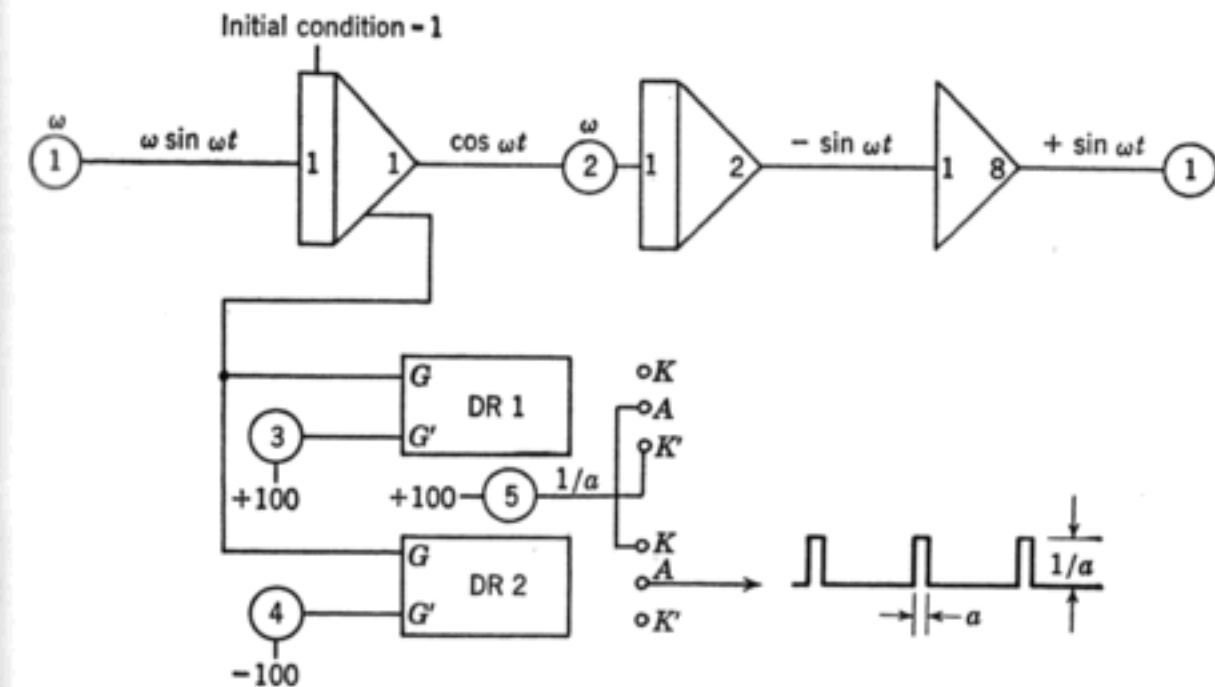 Initial condition - 1
ω
1
ω sin ωt
1
1
cos ωt
ω
2
1
2
− sin ωt
1
8
+ sin ωt
1
G
DR 1
G′
3
+100
K
A
K′
+100
5
1/a
G
DR 2
G′
4
−100
K
A
K′
1/a
a